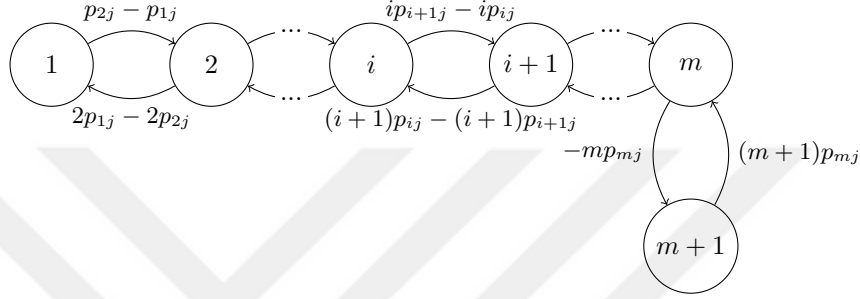 p_{2j} − p_{1j}
ip_{i+1j} − ip_{ij}
1
2
...
...
i
i + 1
...
...
m
2p_{1j} − 2p_{2j}
(i + 1)p_{ij} − (i + 1)p_{i+1j}
−mp_{mj}
(m + 1)p_{mj}
m + 1